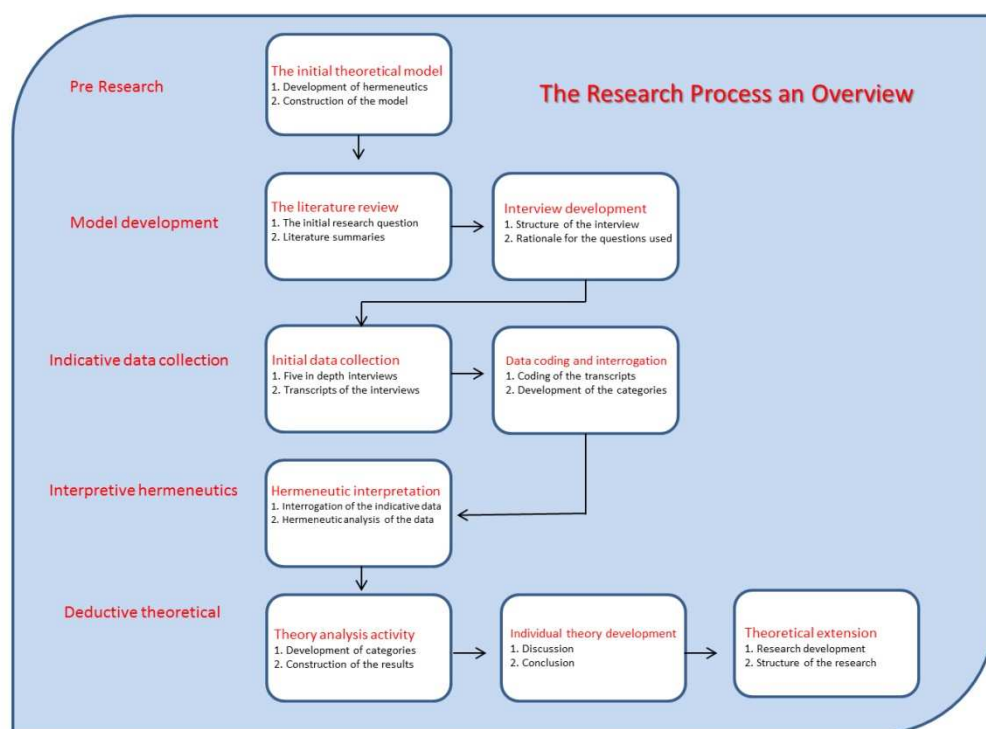 The Research Process an Overview
Pre Research
The initial theoretical model
1. Development of hermeneutics
2. Construction of the model
Model development
The literature review
1. The initial research question
2. Literature summaries
Interview development
1. Structure of the interview
2. Rationale for the questions used
Indicative data collection
Initial data collection
1. Five in depth interviews
2. Transcripts of the interviews
Data coding and interrogation
1. Coding of the transcripts
2. Development of the categories
Interpretive hermeneutics
Hermeneutic interpretation
1. Interrogation of the indicative data
2. Hermeneutic analysis of the data
Deductive theoretical
Theory analysis activity
1. Development of categories
2. Construction of the results
Individual theory development
1. Discussion
2. Conclusion
Theoretical extension
1. Research development
2. Structure of the research